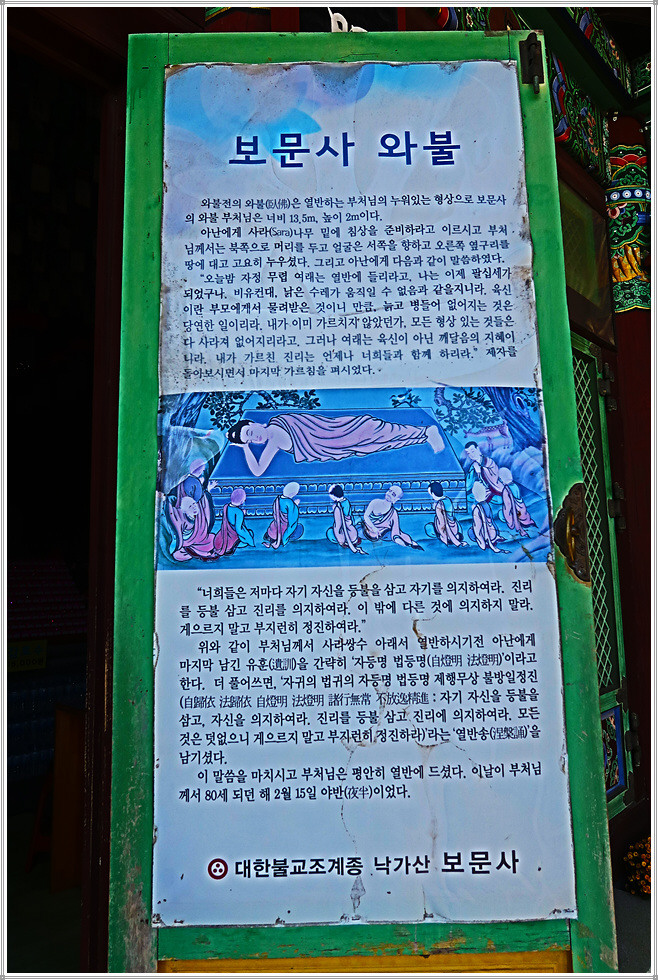 보문사 와불
와불전의 와불(臥佛)은 열반하는 부처님의 누워있는 형상으로 보문사
의 와불 부처님은 너비 13.5m, 높이 2m이다.
아난에게 사라(Sara)나무 밑에 침상을 준비하라고 이르시고 부처
님께서는 북쪽으로 머리를 두고 얼굴은 서쪽을 향하고 오른쪽 옆구리를
땅에 대고 고요히 누우셨다. 그리고 아난에게 다음과 같이 말씀하였다.
"오늘밤 자정 무렵 여래는 열반에 들리라고, 나는 이제 팔십세가
되었구나. 비유컨대, 낡은 수레가 움직일 수 없음과 같을지니라. 육신
이란 부모에게서 물려받은 것이니 만큼, 늙고 병들어 없어지는 것은
당연한 일이리라. 내가 이미 가르치지 않았던가, 모든 형상 있는 것들은
다 사라져 없어지리라고, 그러나 여래는 육신이 아닌 깨달음의 지혜이
니라. 내가 가르친 진리는 언제나 너희들과 함께 하리라." 제자를
돌아보시면서 마지막 가르침을 펴시었다.
"너희들은 저마다 자기 자신을 등불을 삼고 자기를 의지하여라. 진리
를 등불 삼고 진리를 의지하여라. 이 밖에 다른 것에 의지하지 말라.
게으르지 말고 부지런히 정진하여라."
위와 같이 부처님께서 사라쌍수 아래서 열반하시기전 아난에게
마지막 남긴 유훈(遺訓)을 간략히 '자등명 법등명(自燈明 法燈明)'이라고
한다. 더 풀어쓰면, '자귀의 법귀의 자등명 법등명 제행무상 불방일정진
(自歸依 法歸依 自燈明 法燈明 諸行無常 不放逸精進 : 자기 자신을 등불을
삼고, 자신을 의지하여라. 진리를 등불 삼고 진리에 의지하여라. 모든
것은 덧없으니 게으르지 말고 부지런히 정진하라)'라는 '열반송(涅槃誦)'을
남기셨다.
이 말씀을 마치시고 부처님은 평안히 열반에 드셨다. 이날이 부처님
께서 80세 되던 해 2월 15일 야반(夜半)이었다.
대한불교조계종 낙가산 보문사